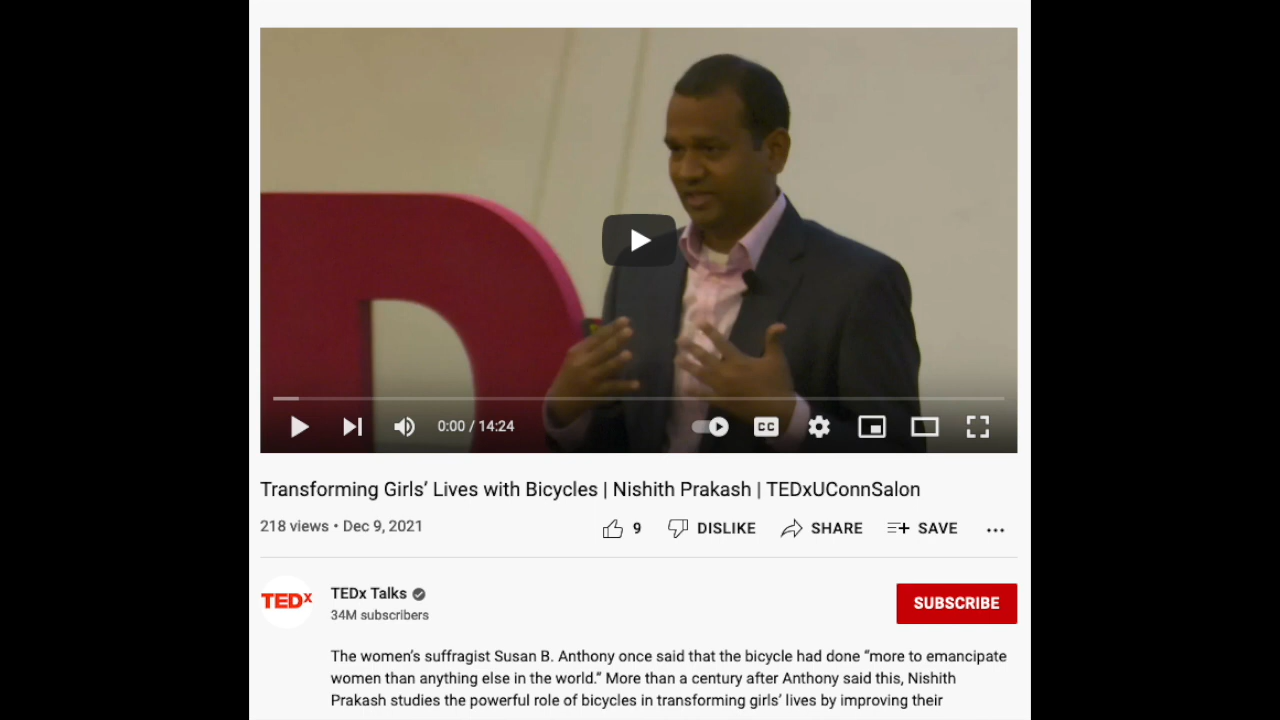 D
0:00 / 14:24
CC
Transforming Girls’ Lives with Bicycles | Nishith Prakash | TEDxUConnSalon
218 views • Dec 9, 2021
9 DISLIKE SHARE SAVE ...
TEDx
TEDx Talks
34M subscribers
SUBSCRIBE
The women’s suffragist Susan B. Anthony once said that the bicycle had done “more to emancipate
women than anything else in the world.” More than a century after Anthony said this, Nishith
Prakash studies the powerful role of bicycles in transforming girls’ lives by improving their